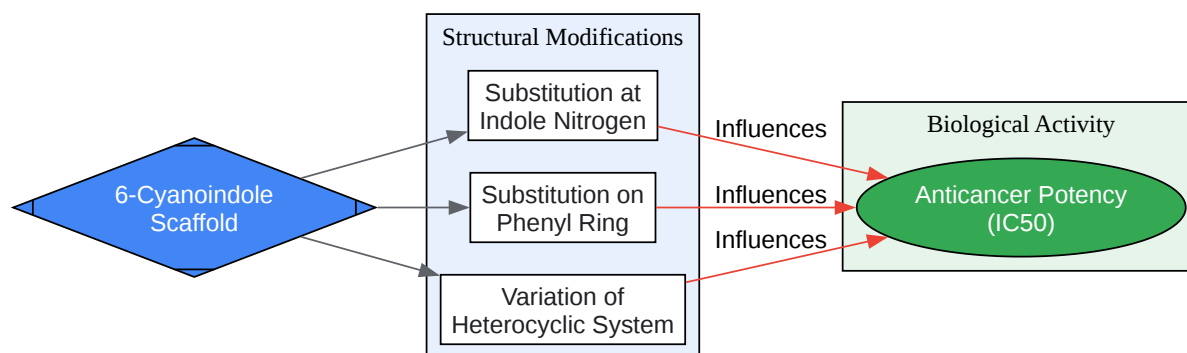 Structural Modifications
Substitution at
Indole Nitrogen
Influences
Biological Activity
6-Cyanoindole
Scaffold
Substitution on
Phenyl Ring
Influences
Anticancer Potency
(IC50)
Influences
Variation of
Heterocyclic System